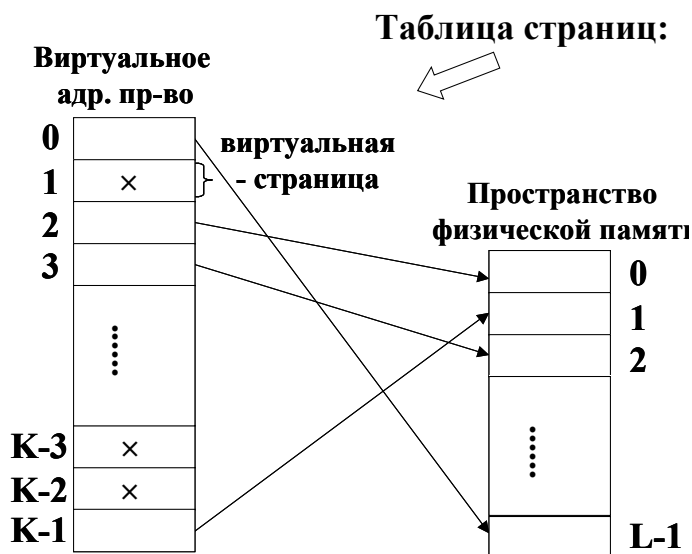 Таблица страниц:
Виртуальное
адр. пр-во
0
1 ×
2
3
K-3 ×
K-2 ×
K-1
виртуальная
- страница
Пространство
физической памяти
0
1
2
L-1